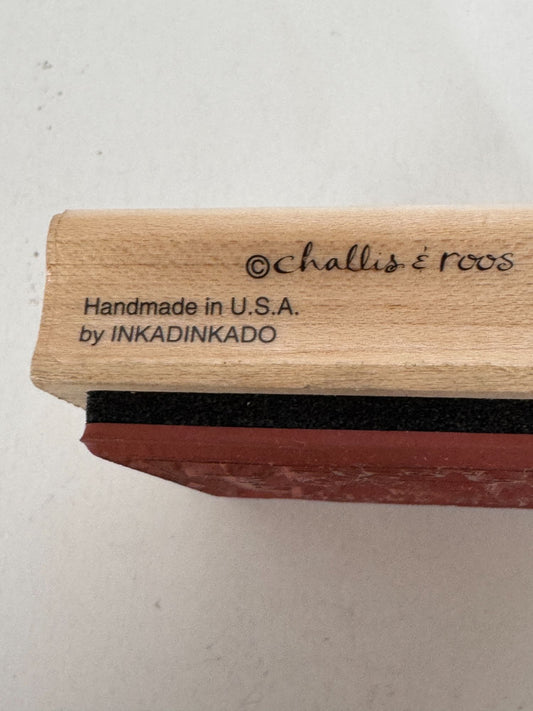 ©challis & roos
Handmade in U.S.A.
by INKADINKADO